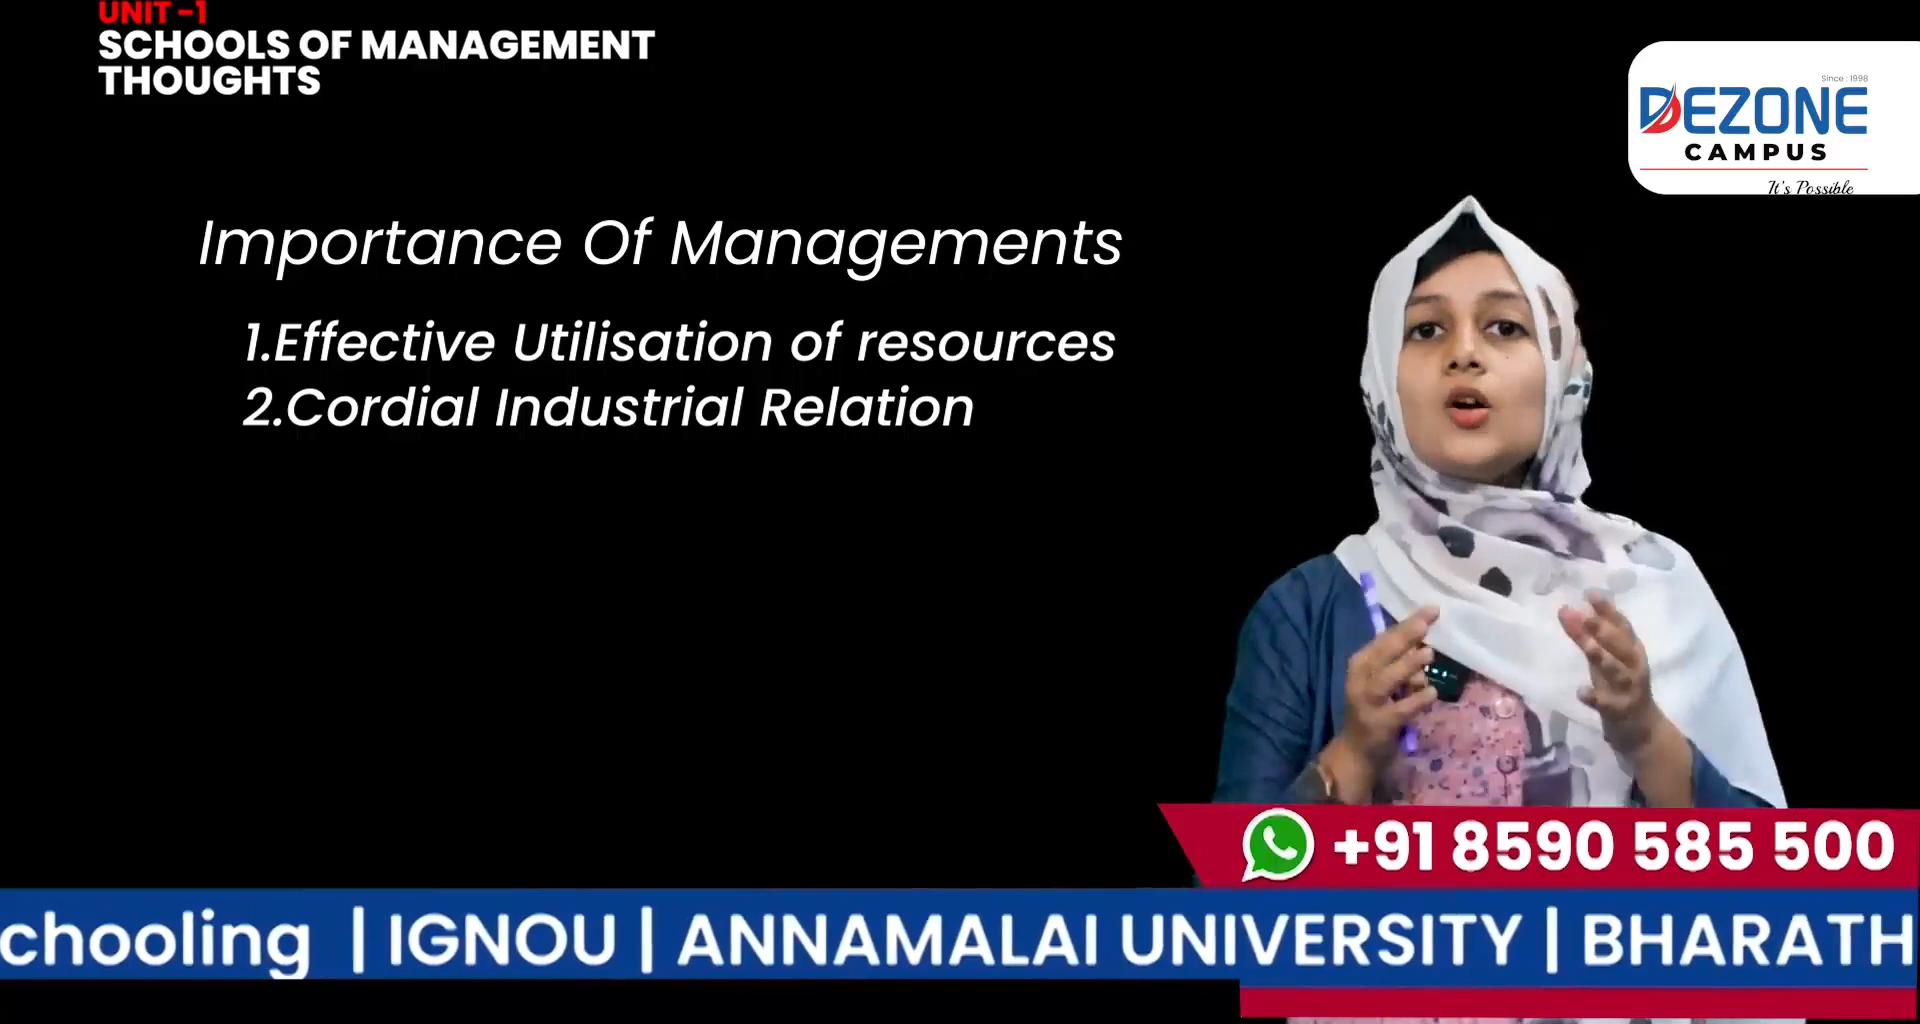 UNIT -1
SCHOOLS OF MANAGEMENT
THOUGHTS
Since : 1998
DEZONE
CAMPUS
It's Possible
Importance Of Managements
1.Effective Utilisation of resources
2.Cordial Industrial Relation
+91 8590 585 500
chooling | IGNOU | ANNAMALAI UNIVERSITY | BHARATH